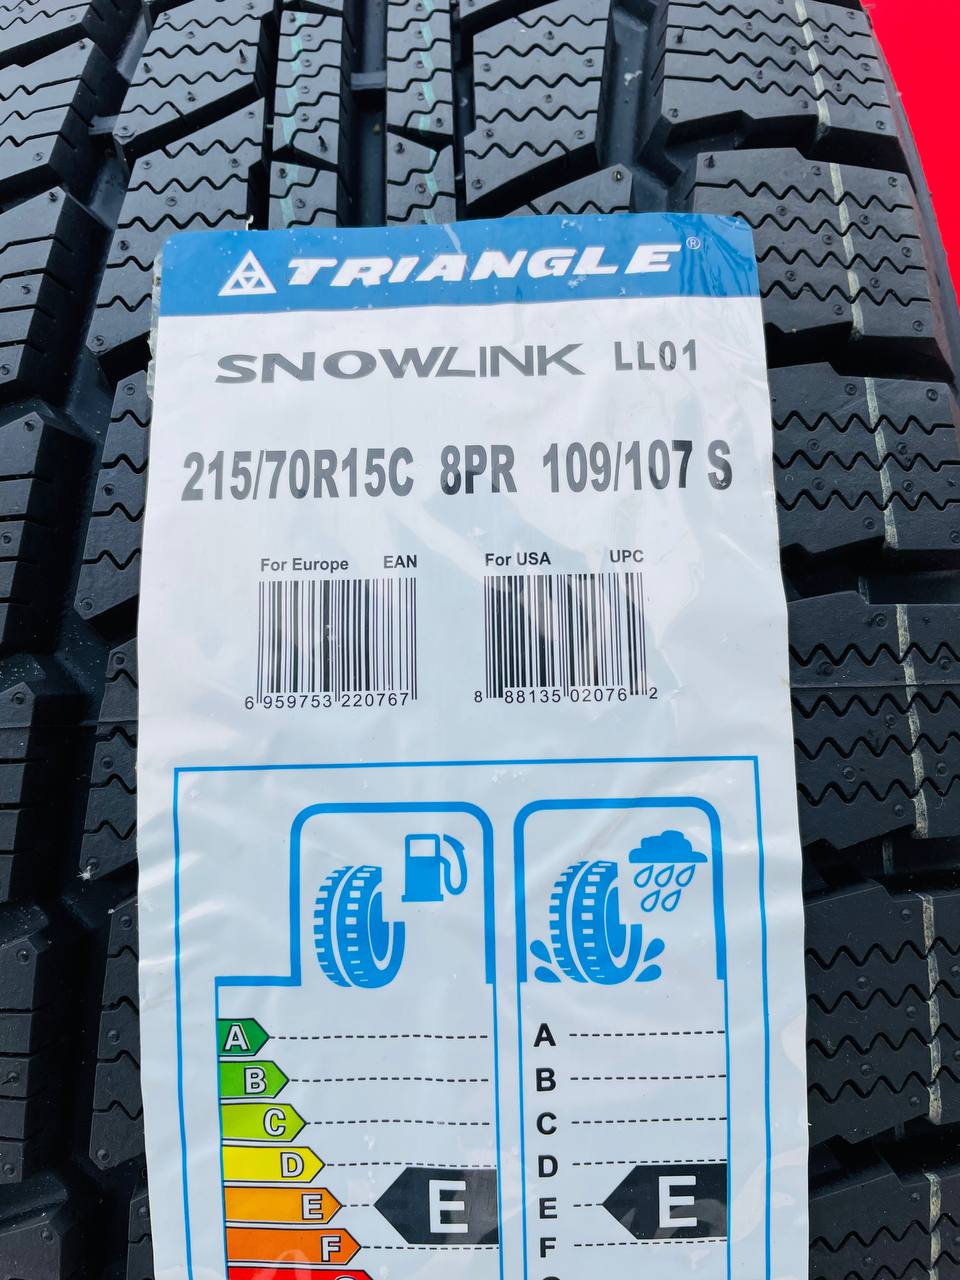 TRIANGLE ®
SNOWLINK LL01
215/70R15C 8PR 109/107 S
For Europe EAN For USA UPC
6 959753 220767 8 88135 02076 2
A A
B B
C C
D D
E E E E
F F